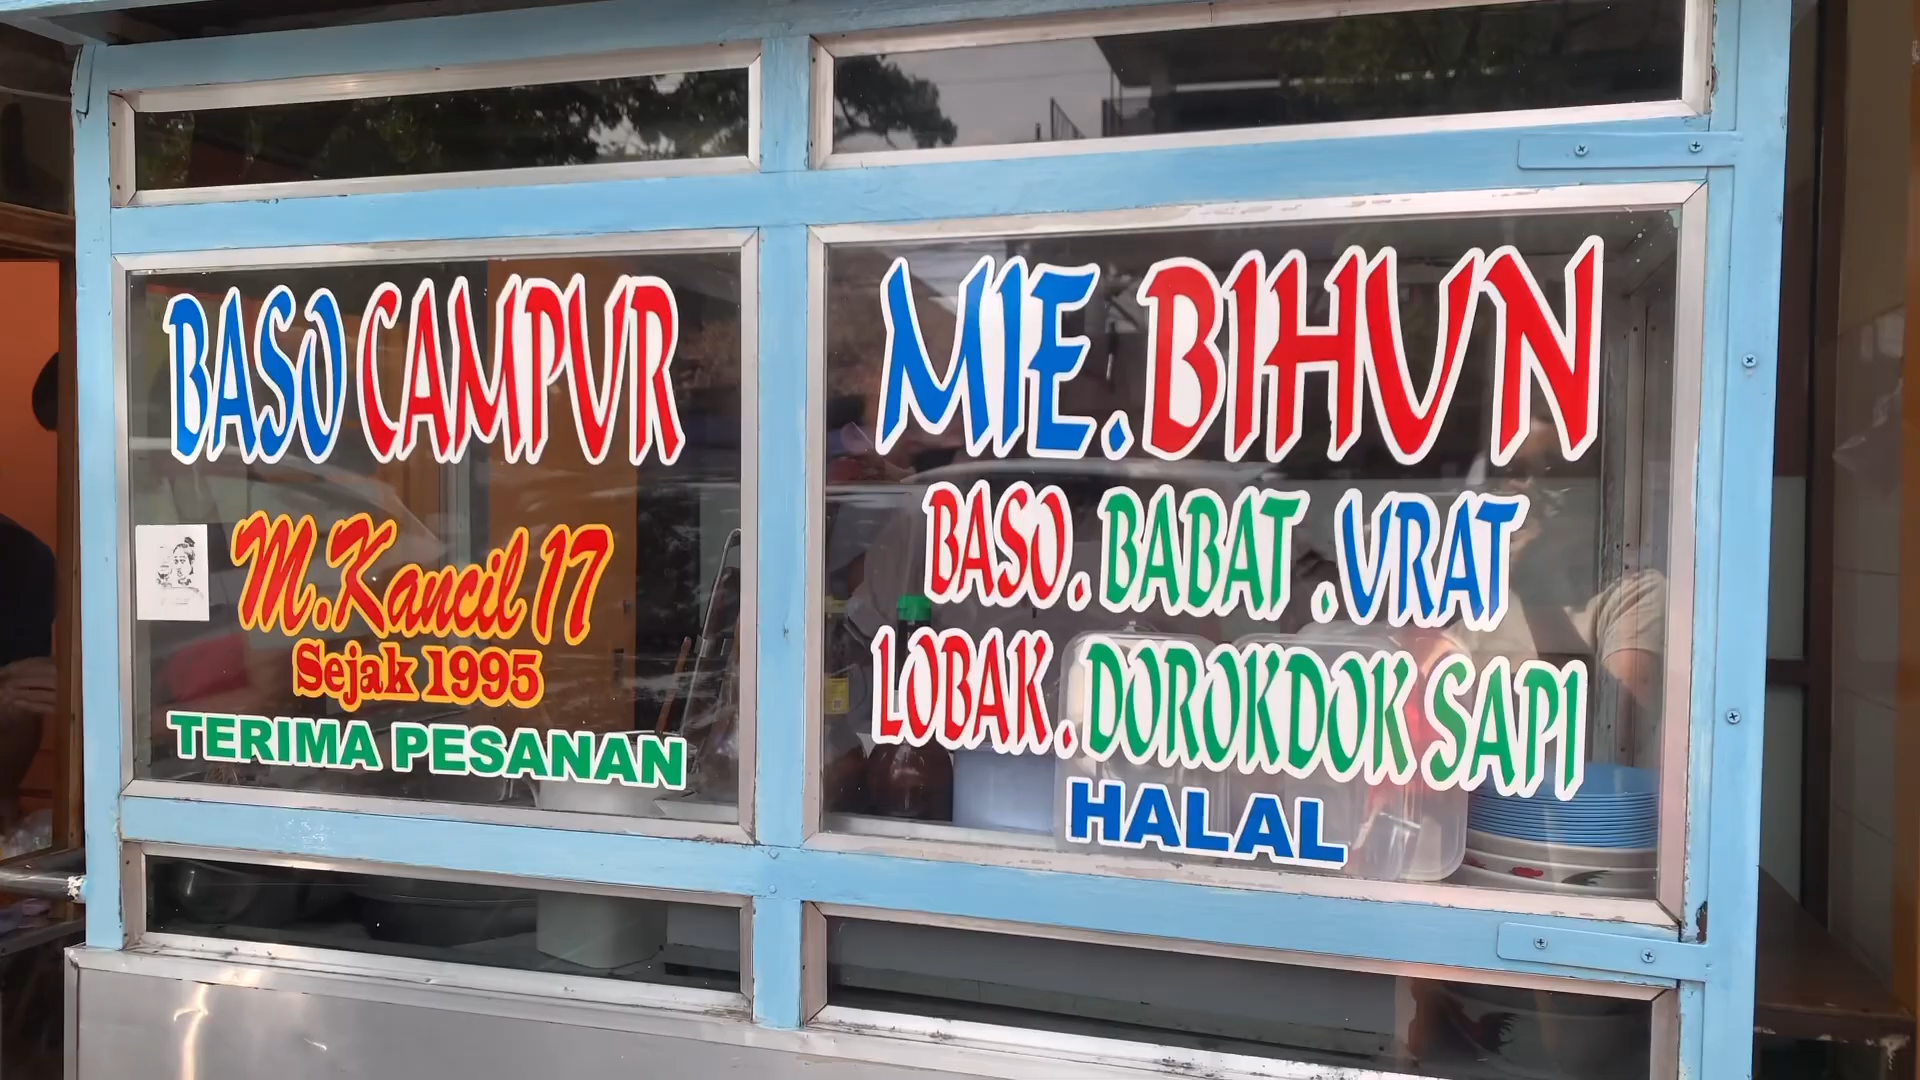 BASO CAMPUR
M.Kancil 17
Sejak 1995
TERIMA PESANAN
MIE.BIHUN
BASO.BABAT.URAT
LOBAK.DOROKDOK SAPI
HALAL